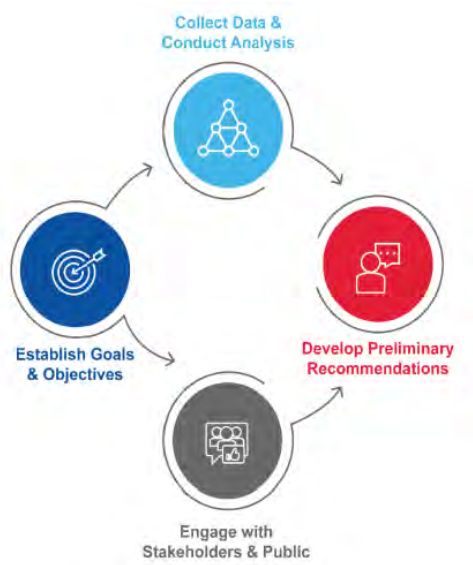 Collect Data &
Conduct Analysis
Establish Goals
& Objectives
Develop Preliminary
Recommendations
Engage with
Stakeholders & Public